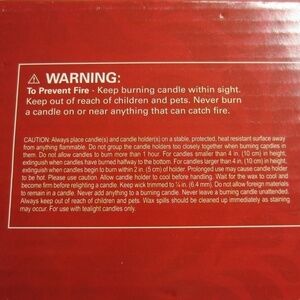 ⚠ WARNING:
To Prevent Fire - Keep burning candle within sight.
Keep out of reach of children and pets. Never burn
a candle on or near anything that can catch fire.
CAUTION: Always place candle(s) and candle holder(s) on a stable, protected, heat resistant surface away
from anything flammable. Do not group the candle holders too closely together when burning candles in
them. Do not allow candles to burn more than 1 hour. For candles smaller than 4 in. (10 cm) in height,
extinguish when candles have burned halfway to the bottom. For candles larger than 4 in. (10 cm) in height,
extinguish when candles begin to burn within 2 in. (5 cm) of holder. Prolonged use may cause candle holder
to be hot. Please use caution. Allow candle holder to cool before handling. Wait for the wax to cool and
become firm before relighting a candle. Keep wick trimmed to ¼ in. (6.4 mm). Do not allow foreign materials
to remain in a candle. Never add anything to a burning candle. Never leave a burning candle unattended.
Always keep out of reach of children and pets. Wax spills should be cleaned up immediately as staining
may occur. For use with tealight candles only.